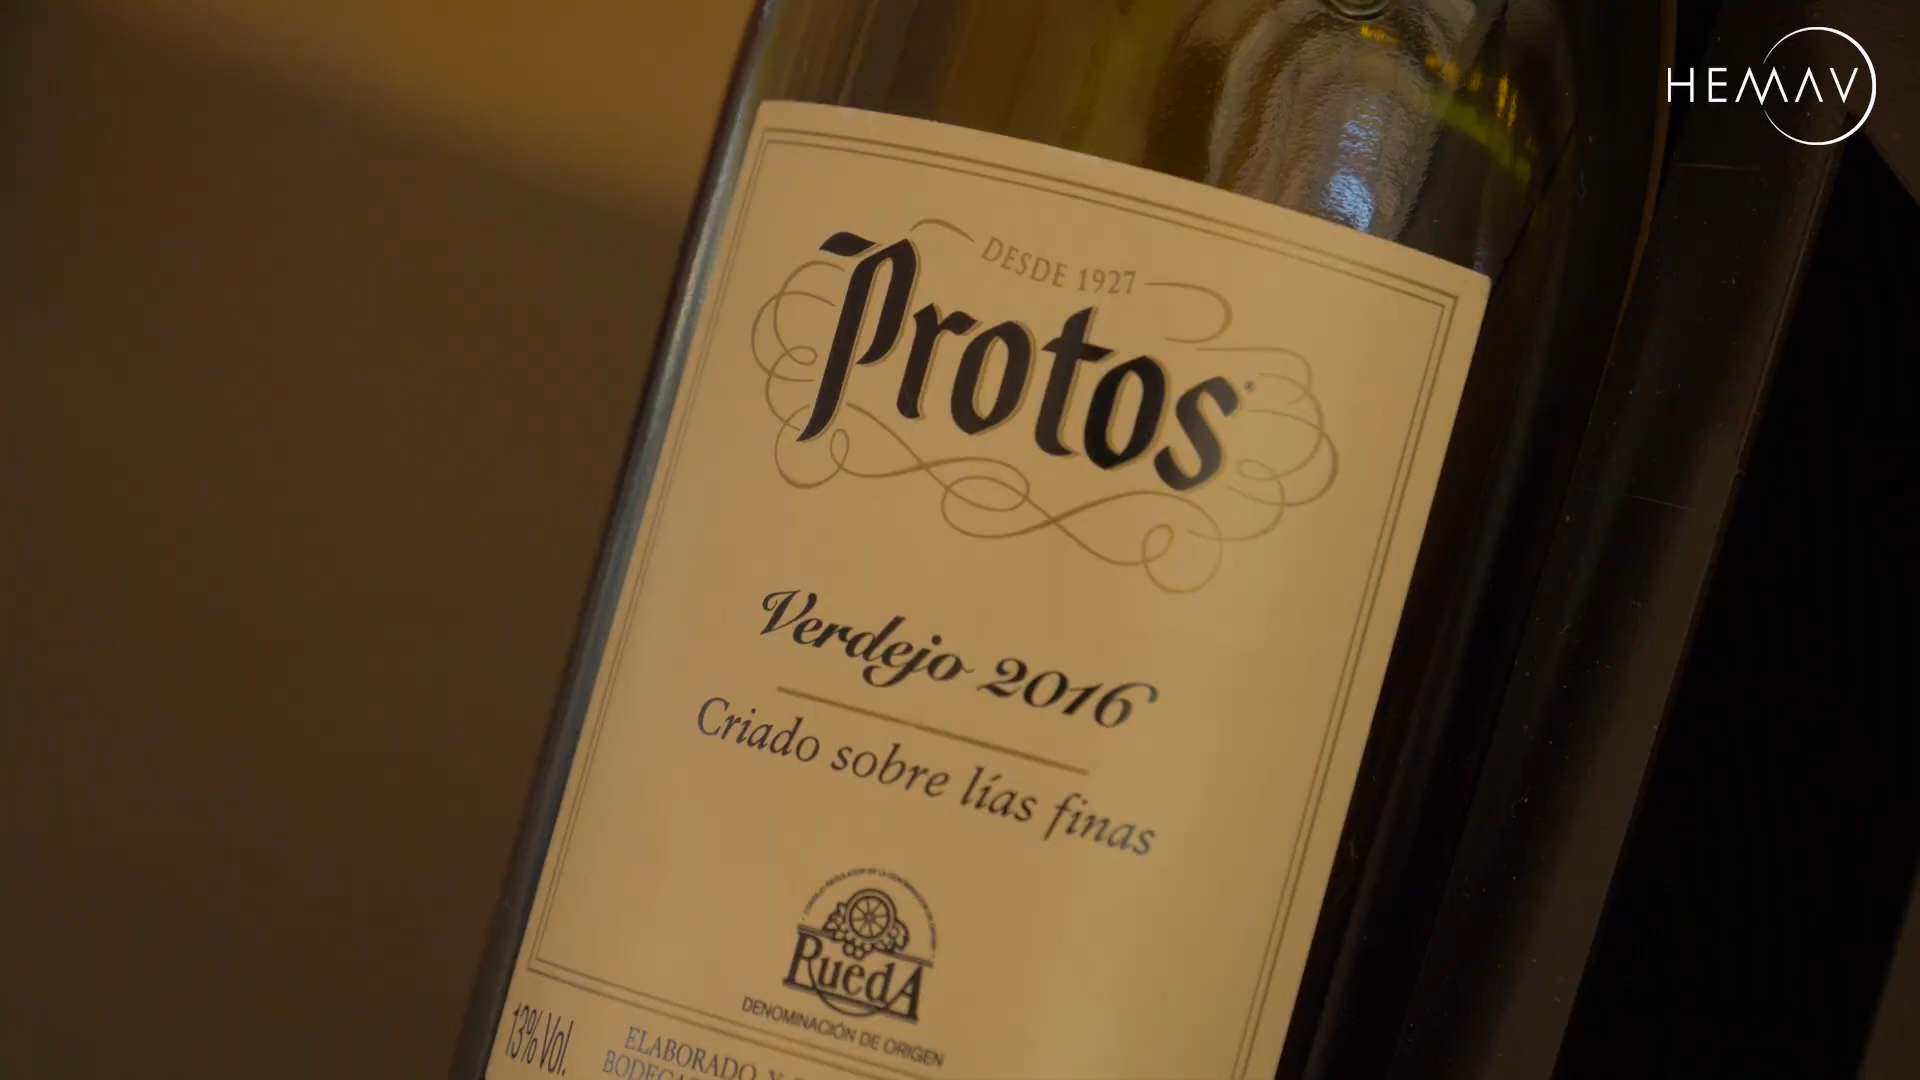 HEMAV
DESDE 1927
Protos
Verdejo 2016
Criado sobre lías finas
RuedA
DENOMINACIÓN DE ORIGEN
13% Vol.
ELABORADO Y